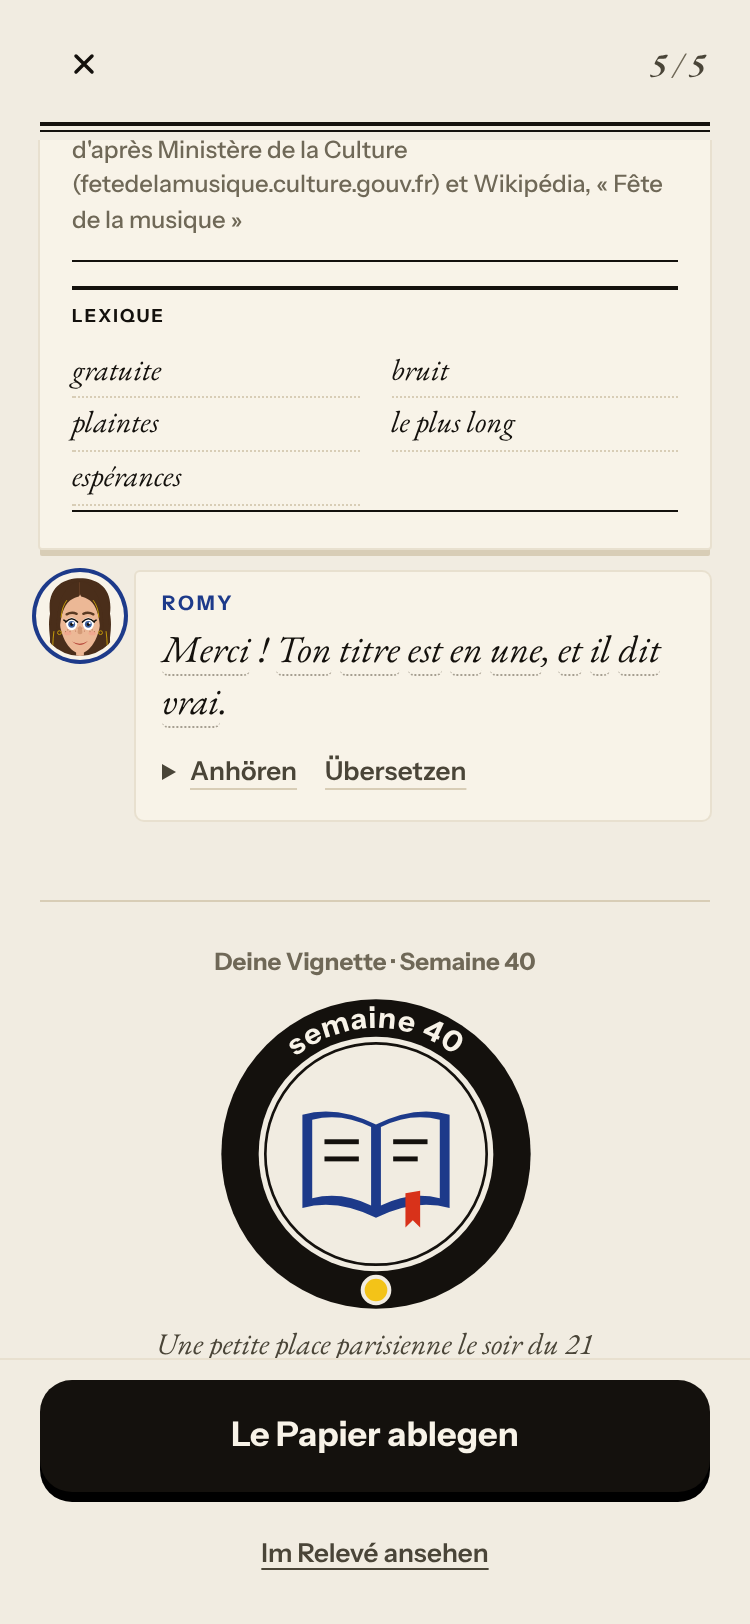 5 / 5
d'après Ministère de la Culture
(fetedelamusique.culture.gouv.fr) et Wikipédia, « Fête
de la musique »
LEXIQUE
gratuite
bruit
plaintes
le plus long
espérances
ROMY
Merci ! Ton titre est en une, et il dit
vrai.
Anhören Übersetzen
Deine Vignette · Semaine 40
semaine 40
Une petite place parisienne le soir du 21
Le Papier ablegen
Im Relevé ansehen